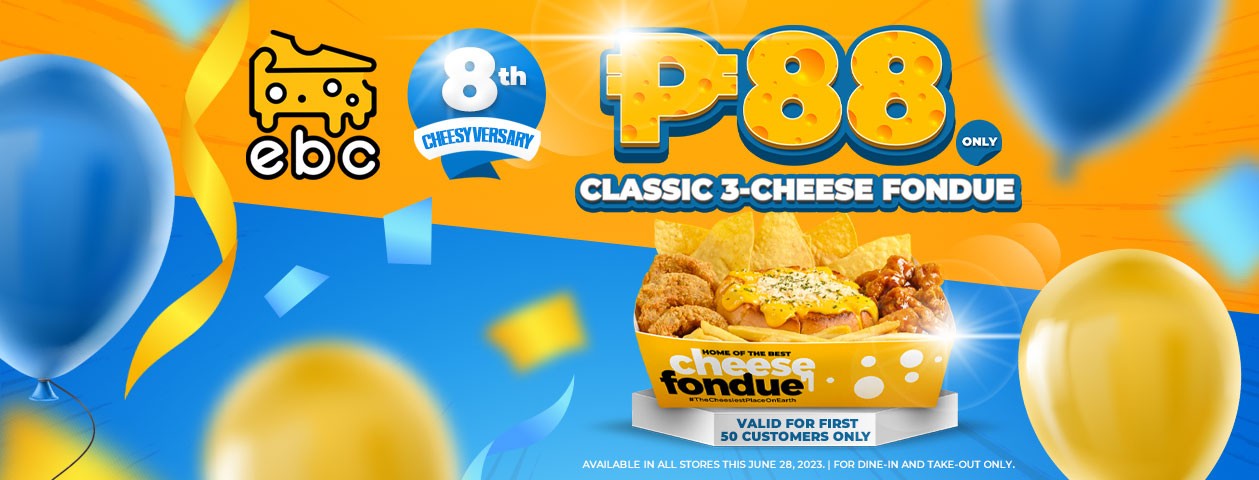 ebc
8th
CHEESYVERSARY
₱88
ONLY
CLASSIC 3-CHEESE FONDUE
HOME OF THE BEST
cheese
fondue
#TheCheesiestPlaceOnEarth
VALID FOR FIRST
50 CUSTOMERS ONLY
AVAILABLE IN ALL STORES THIS JUNE 28, 2023. | FOR DINE-IN AND TAKE-OUT ONLY.